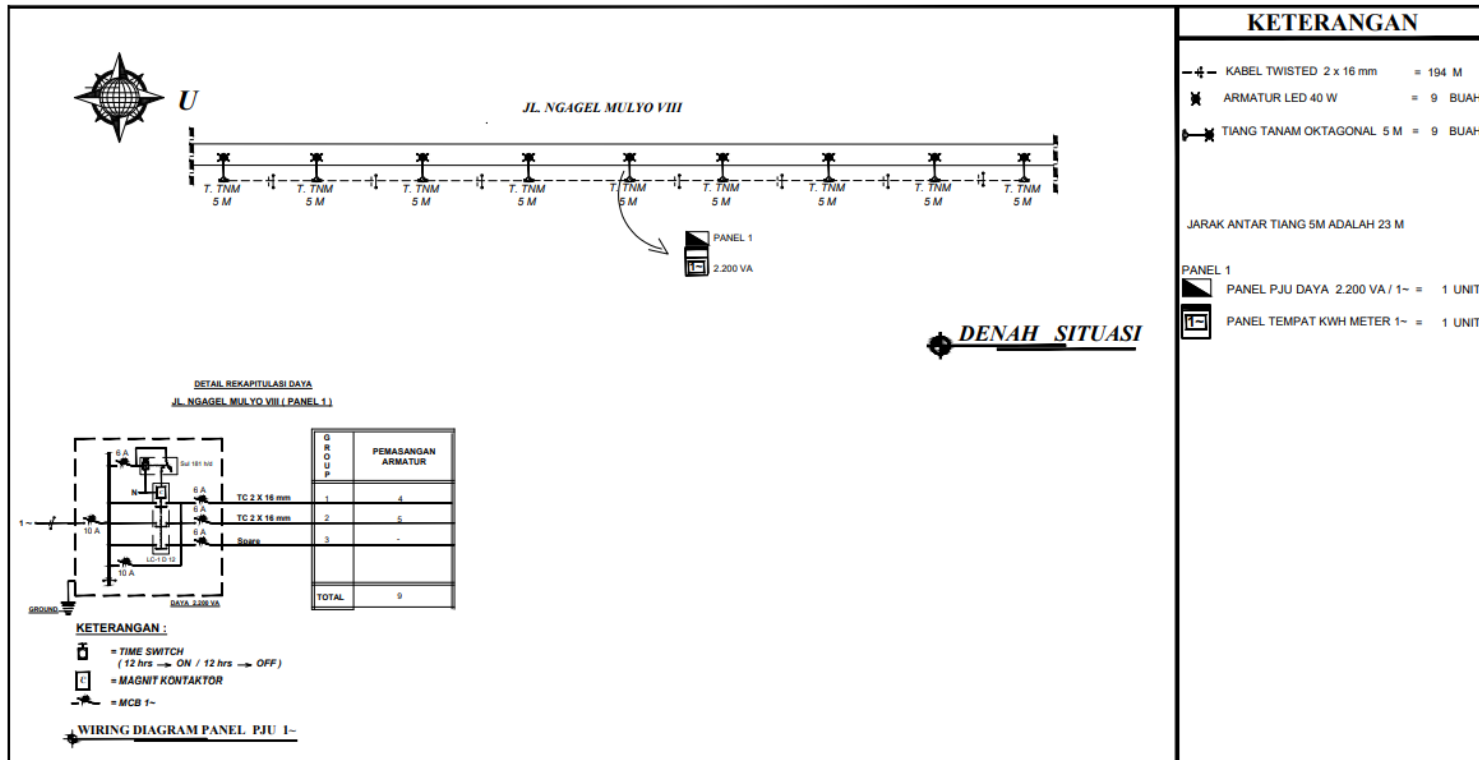 KETERANGAN
KABEL TWISTED 2 x 16 mm = 194 M
ARMATUR LED 40 W = 9 BUAH
TIANG TANAM OKTAGONAL 5 M = 9 BUAH
JARAK ANTAR TIANG 5M ADALAH 23 M
PANEL 1
PANEL PJU DAYA 2.200 VA / 1~ = 1 UNIT
1~ PANEL TEMPAT KWH METER 1~ = 1 UNIT
U
JL. NGAGEL MULYO VIII
T. TNM T. TNM T. TNM T. TNM T. TNM T. TNM T. TNM T. TNM T. TNM
5 M 5 M 5 M 5 M 5 M 5 M 5 M 5 M 5 M
PANEL 1
1~ 2.200 VA
DENAH SITUASI
DETAIL REKAPITULASI DAYA
JL. NGAGEL MULYO VIII ( PANEL 1 )
GROUP PEMASANGAN
ARMATUR
6 A
N
6 A
TC 2 X 16 mm 1 4
6 A
1~ 10 A TC 2 X 16 mm 2 5
6 A
Spare 3 -
LC-1 D 12
10 A
TOTAL 9
GROUND
DAYA 2.200 VA
KETERANGAN :
= TIME SWITCH
( 12 hrs → ON / 12 hrs → OFF )
C = MAGNIT KONTAKTOR
= MCB 1~
WIRING DIAGRAM PANEL PJU 1~